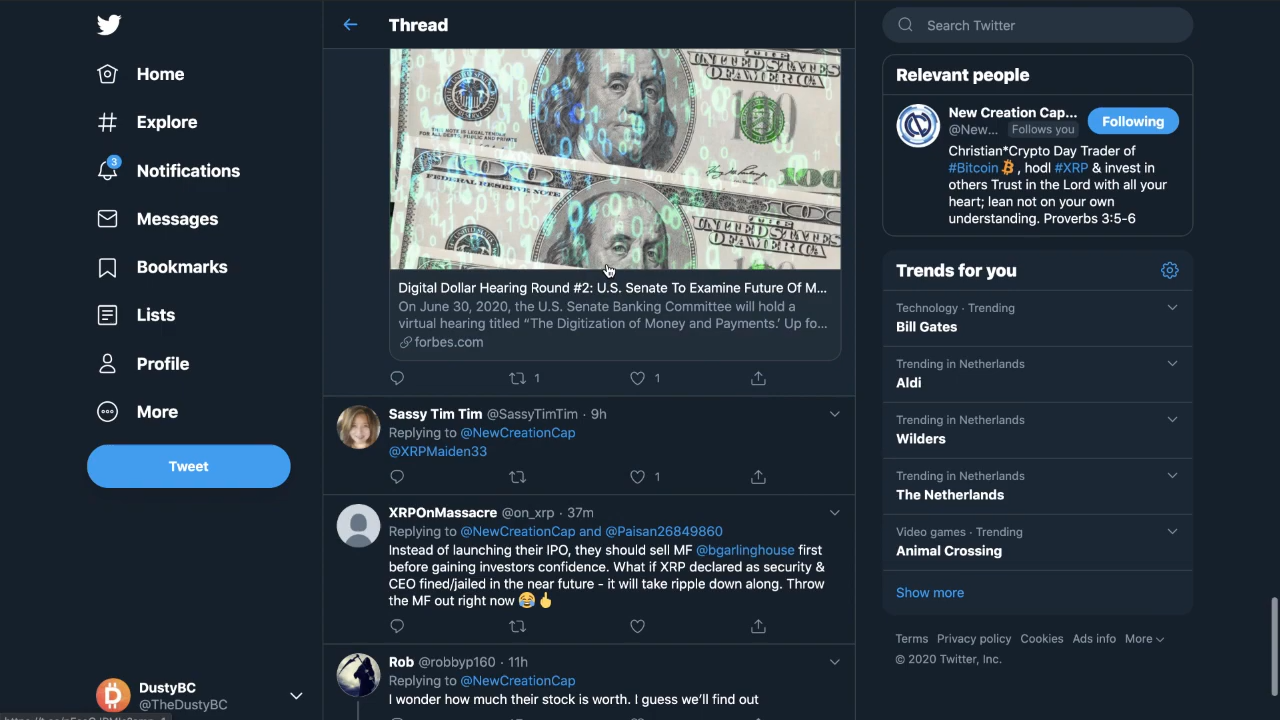 Home
Explore
3
Notifications
Messages
Bookmarks
Lists
Profile
More
Tweet
DustyBC
@TheDustyBC
Thread
UNITED STATES
OF AMERICA
100
FEDERAL RESERVE NOTE
100
UNITED STATES
OF AMERICA
Digital Dollar Hearing Round #2: U.S. Senate To Examine Future Of M...
On June 30, 2020, the U.S. Senate Banking Committee will hold a
virtual hearing titled “The Digitization of Money and Payments.’ Up fo...
forbes.com
1 1
Sassy Tim Tim @SassyTimTim · 9h
Replying to @NewCreationCap
@XRPMaiden33
1
XRPOnMassacre @on_xrp · 37m
Replying to @NewCreationCap and @Paisan26849860
Instead of launching their IPO, they should sell MF @bgarlinghouse first
before gaining investors confidence. What if XRP declared as security &
CEO fined/jailed in the near future - it will take ripple down along. Throw
the MF out right now 😂🖕
Rob @robbyp160 · 11h
Replying to @NewCreationCap
I wonder how much their stock is worth. I guess we’ll find out
Search Twitter
Relevant people
New Creation Cap...
@New... Follows you
Following
Christian*Crypto Day Trader of
#Bitcoin , hodl #XRP & invest in
others Trust in the Lord with all your
heart; lean not on your own
understanding. Proverbs 3:5-6
Trends for you
Technology · Trending
Bill Gates
Trending in Netherlands
Aldi
Trending in Netherlands
Wilders
Trending in Netherlands
The Netherlands
Video games · Trending
Animal Crossing
Show more
Terms Privacy policy Cookies Ads info More
© 2020 Twitter, Inc.